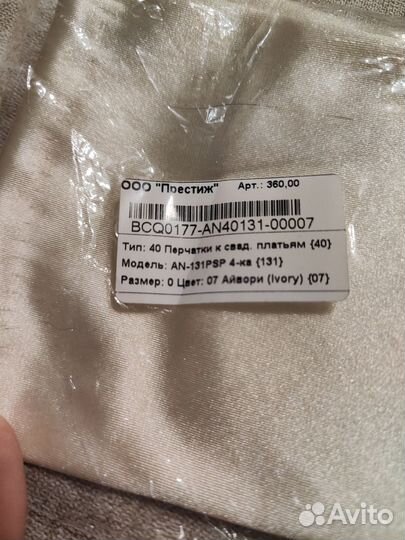 ООО "Престиж" Арт.: 360,00
BCQ0177-AN40131-00007
Тип: 40 Перчатки к свад. платьям {40}
Модель: AN-131PSP 4-ка {131}
Размер: 0 Цвет: 07 Айвори (Ivory) {07}
Avito